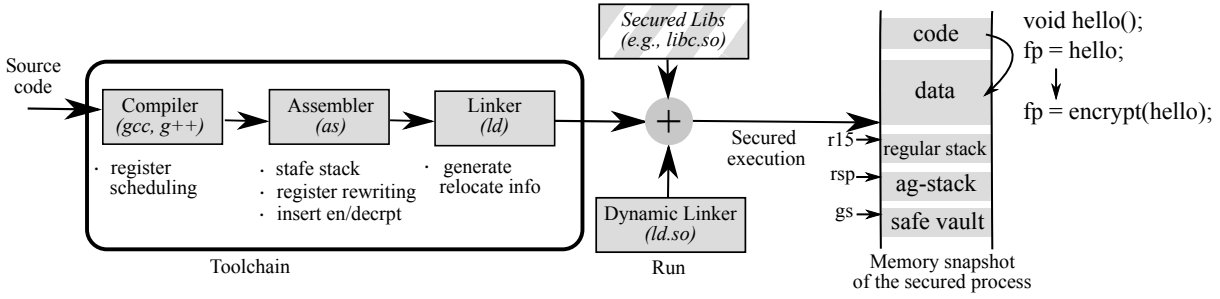 Source
code
Compiler
(gcc, g++)
· register
scheduling
Assembler
(as)
· stafe stack
· register rewriting
· insert en/decrpt
Linker
(ld)
· generate
relocate info
Toolchain
Secured Libs
(e.g., libc.so)
+
Dynamic Linker
(ld.so)
Run
Secured
execution
r15
rsp
gs
code
data
regular stack
ag-stack
safe vault
Memory snapshot
of the secured process
void hello();
fp = hello;
fp = encrypt(hello);